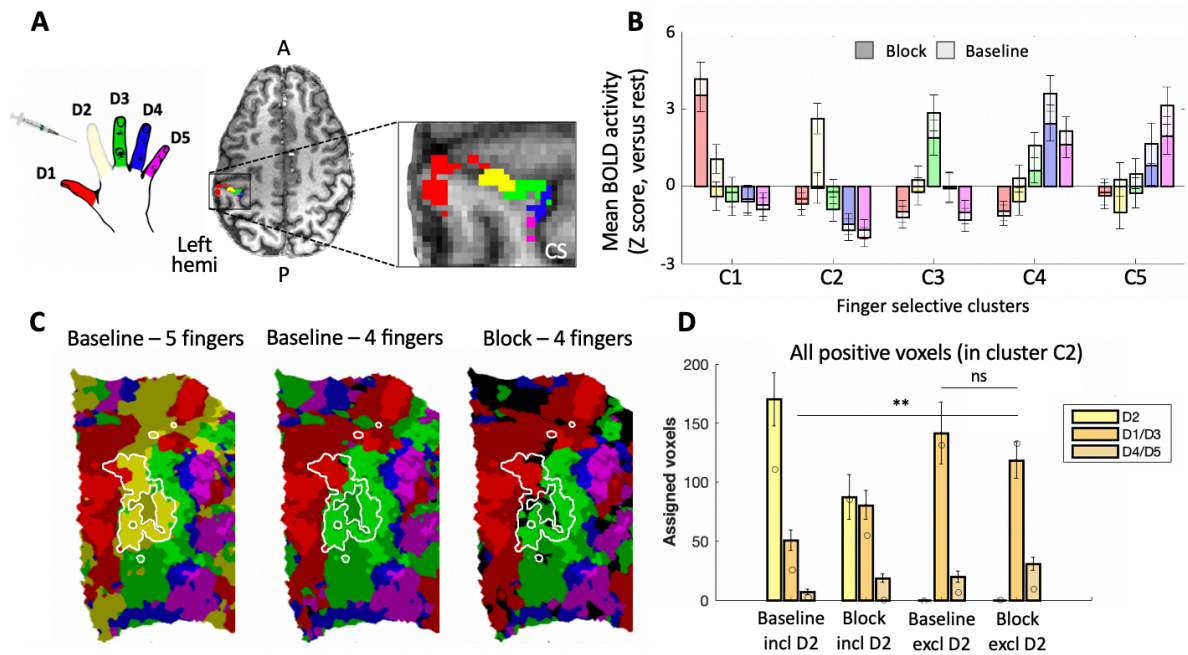 A
A
D2
D3
D4
D5
D1
Left
hemi
P
CS
B
Mean BOLD activity
(Z score, versus rest)
6
3
0
-3
Block
Baseline
C1
C2
C3
C4
C5
Finger selective clusters
C
Baseline – 5 fingers
Baseline – 4 fingers
Block – 4 fingers
D
All positive voxels (in cluster C2)
Assigned voxels
200
150
100
50
0
ns
**
D2
D1/D3
D4/D5
Baseline
incl D2
Block
incl D2
Baseline
excl D2
Block
excl D2